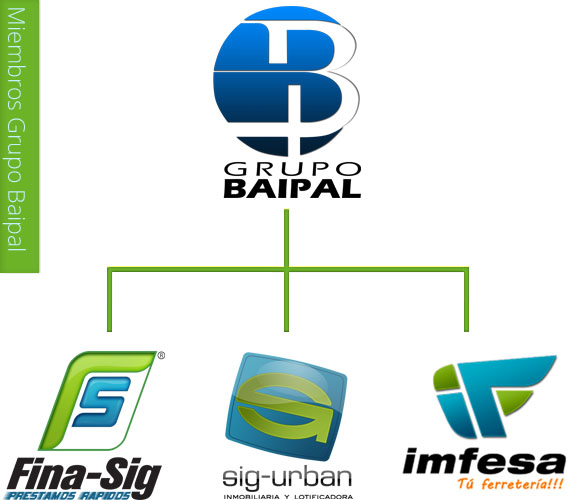 Miembros Grupo Baipal
GRUPO
BAIPAL
Fina-Sig ®
PRESTAMOS RAPIDOS
sig-urban
INMOBILIARIA Y LOTIFICADORA
imfesa
Tú ferretería!!!